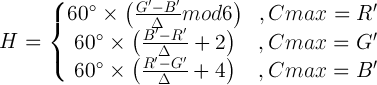 H = { 60° × (G′−B′/Δ mod6) , Cmax = R′
60° × (B′−R′/Δ + 2) , Cmax = G′
60° × (R′−G′/Δ + 4) , Cmax = B′